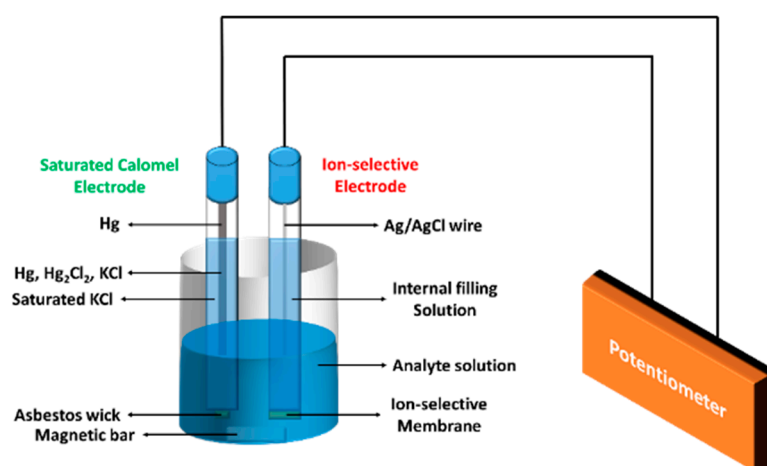 Saturated Calomel
Electrode
Ion-selective
Electrode
Hg
Ag/AgCl wire
Hg, Hg₂Cl₂, KCl
Saturated KCl
Internal filling
Solution
Analyte solution
Asbestos wick
Magnetic bar
Ion-selective
Membrane
Potentiometer